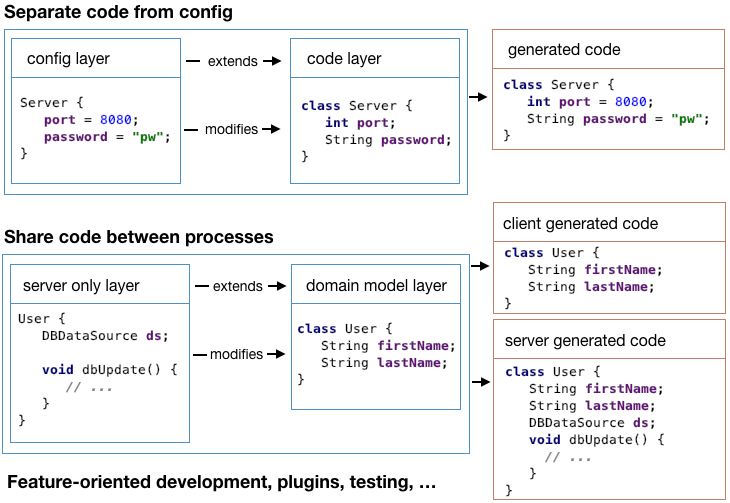 Separate code from config
config layer
Server {
port = 8080;
password = "pw";
}
extends
modifies
code layer
class Server {
int port;
String password;
}
generated code
class Server {
int port = 8080;
String password = "pw";
}
Share code between processes
server only layer
User {
DBDataSource ds;
void dbUpdate() {
// ...
}
}
extends
modifies
domain model layer
class User {
String firstName;
String lastName;
}
client generated code
class User {
String firstName;
String lastName;
}
server generated code
class User {
String firstName;
String lastName;
DBDataSource ds;
void dbUpdate() {
// ...
}
}
Feature-oriented development, plugins, testing, …